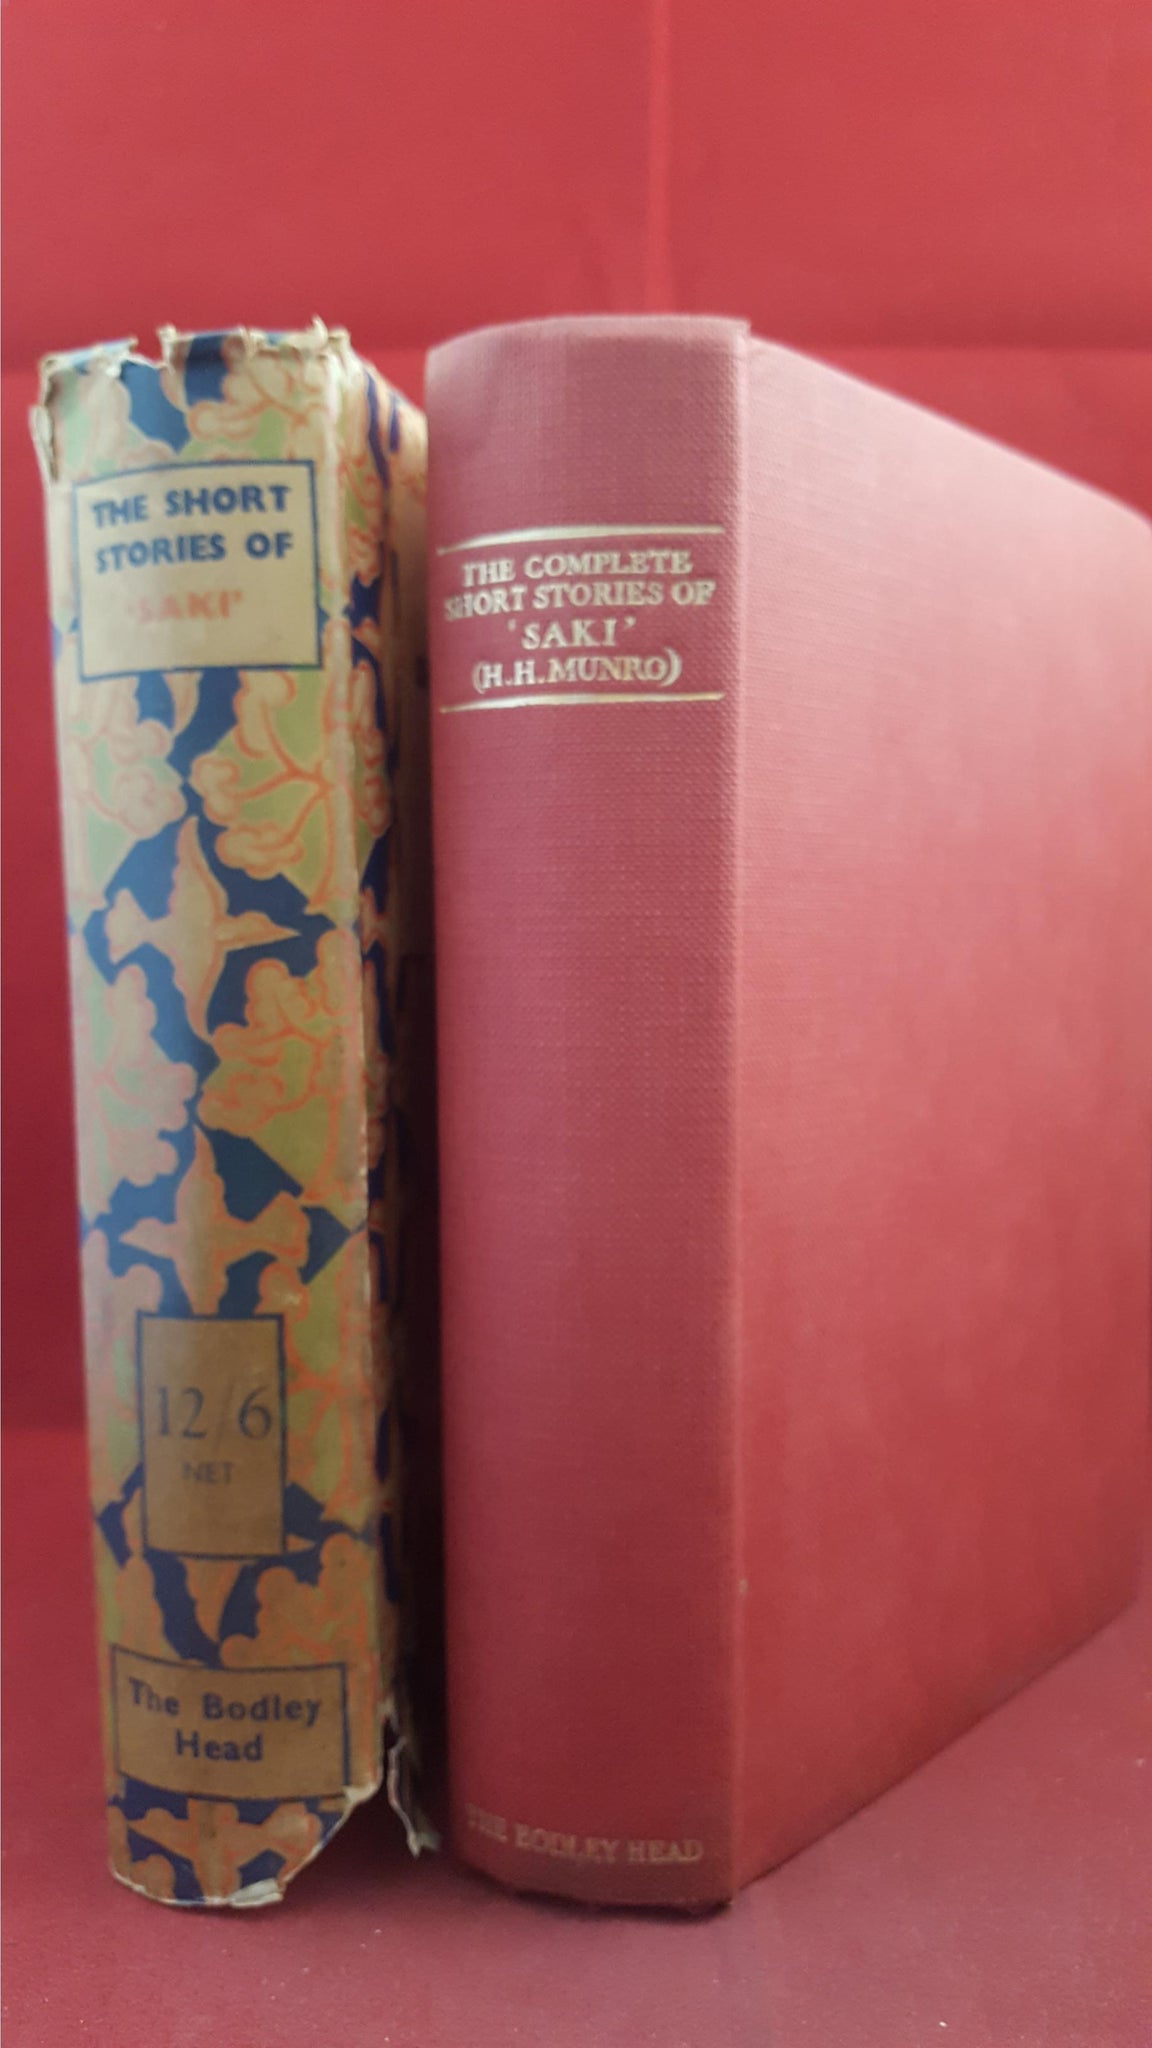 THE SHORT
STORIES OF
'SAKI'
12/6
NET
The Bodley
Head
THE COMPLETE
SHORT STORIES OF
'SAKI'
(H.H. MUNRO)
THE BODLEY HEAD